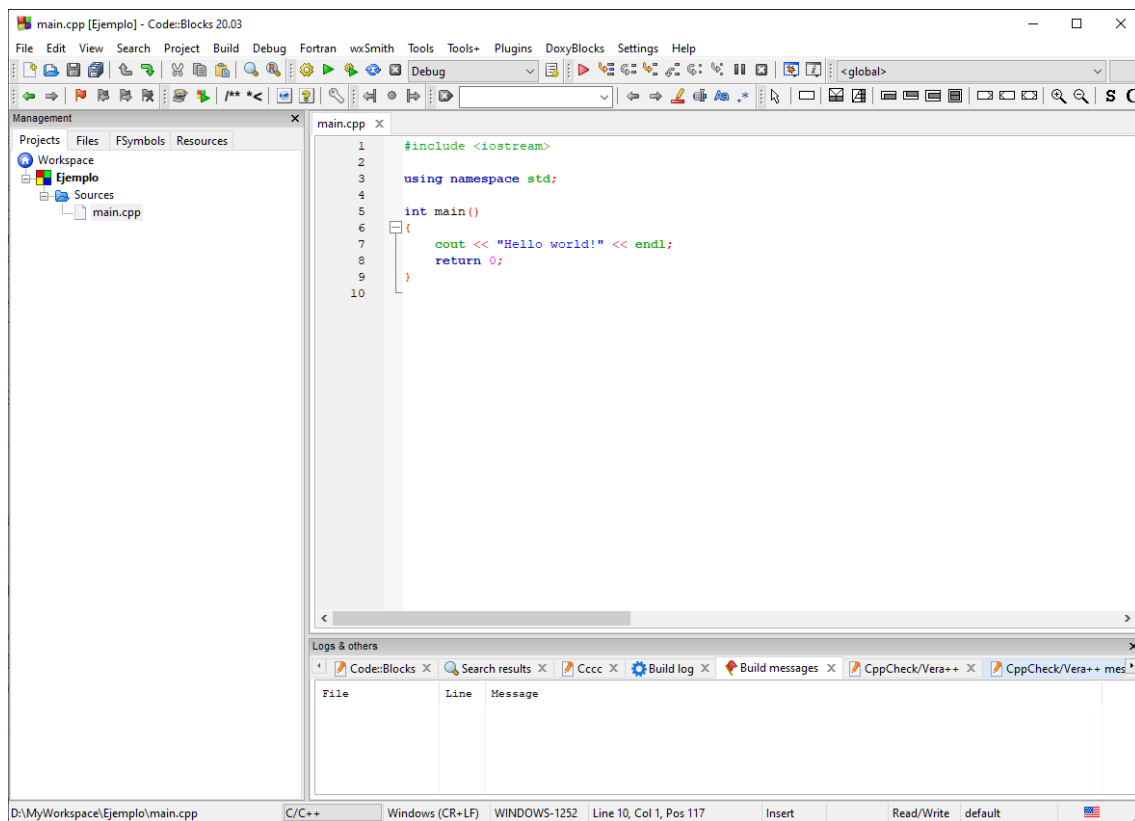 main.cpp [Ejemplo] - Code::Blocks 20.03
File Edit View Search Project Build Debug Fortran wxSmith Tools Tools+ Plugins DoxyBlocks Settings Help
Debug <global>
/** *< Aa .* S
Management
Projects Files FSymbols Resources
Workspace
Ejemplo
Sources
main.cpp
main.cpp
1 #include <iostream>
2
3 using namespace std;
4
5 int main()
6 {
7 cout << "Hello world!" << endl;
8 return 0;
9 }
10
Logs & others
Code::Blocks Search results Cccc Build log Build messages CppCheck/Vera++ CppCheck/Vera++ mes
File Line Message
D:\MyWorkspace\Ejemplo\main.cpp C/C++ Windows (CR+LF) WINDOWS-1252 Line 10, Col 1, Pos 117 Insert Read/Write default